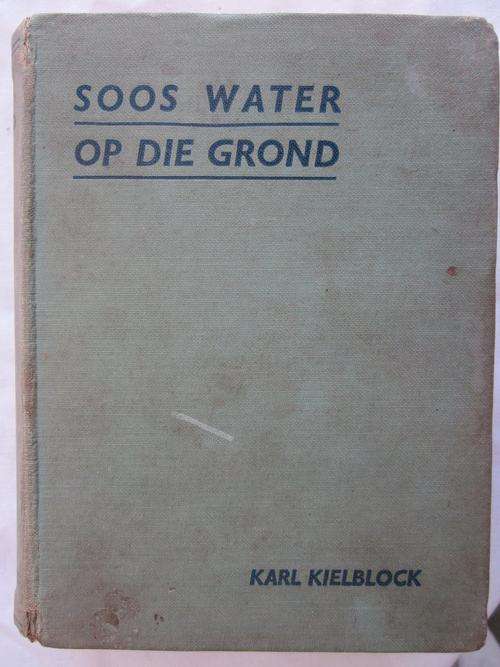 SOOS WATER
OP DIE GROND
KARL KIELBLOCK